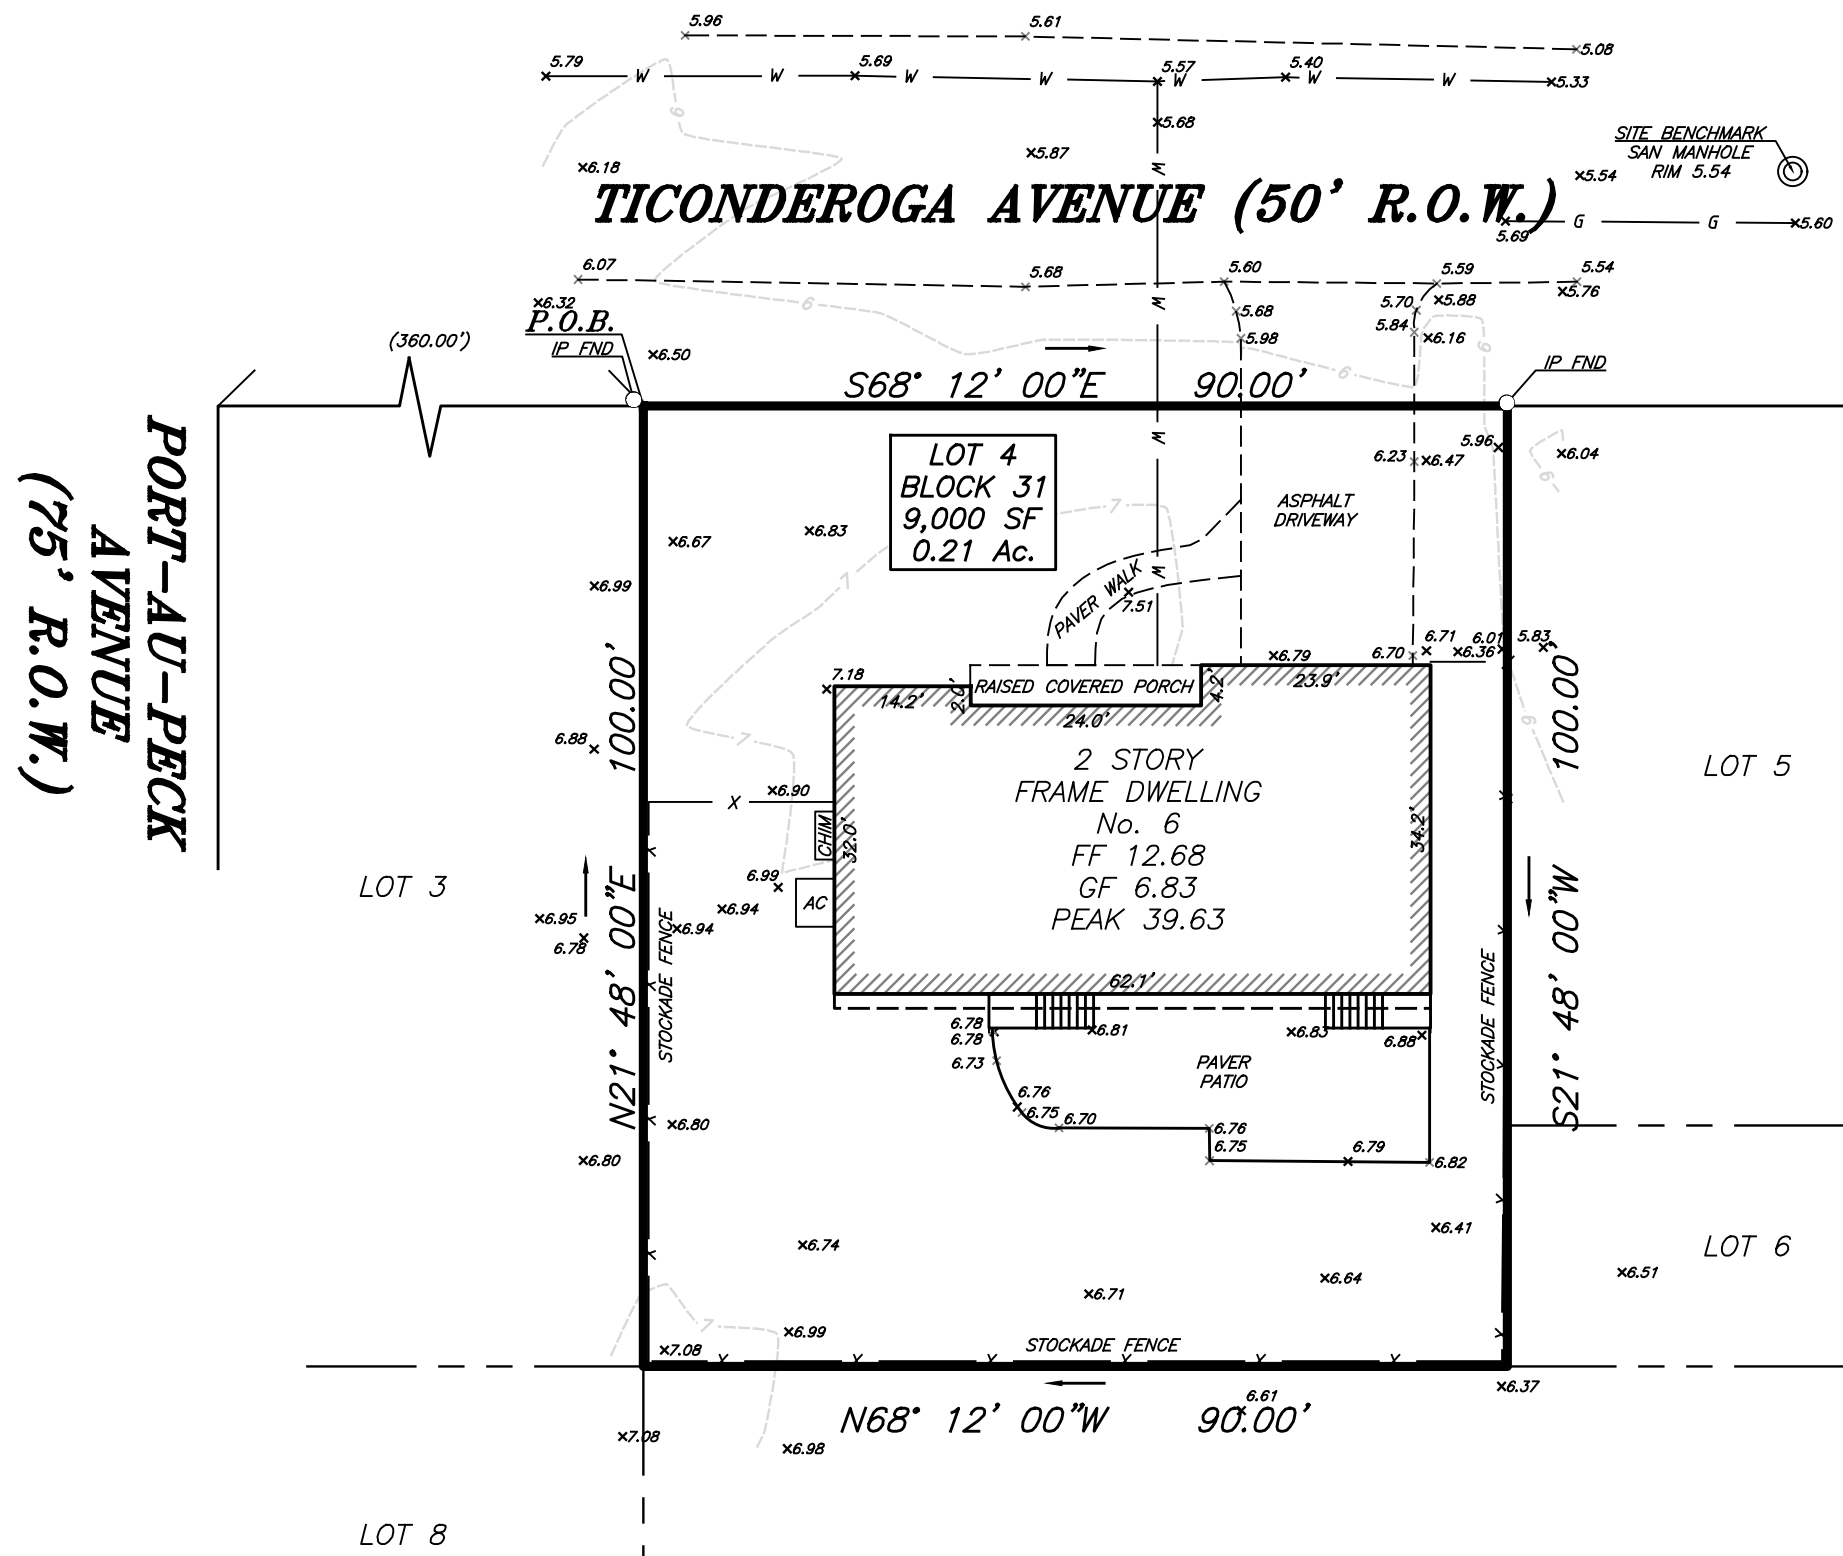 5.96
5.61
5.08
5.79
W
W
5.69
W
W
5.57
W
5.40
W
W
5.33
6
5.68
W
5.87
6.18
SITE BENCHMARK
SAN MANHOLE
RIM 5.54
5.54
TICONDEROGA AVENUE (50' R.O.W.)
5.69
G
G
5.60
6.07
5.68
5.60
5.59
5.54
6.32
6
W
5.68
5.70
5.88
5.76
P.O.B.
IP FND
(360.00')
6.50
5.98
5.84
6.16
6
6
IP FND
S68° 12' 00"E
90.00'
PORT-AU-PECK
AVENUE
(75' R.O.W.)
LOT 4
BLOCK 31
9,000 SF
0.21 Ac.
W
6.23
6.47
5.96
6.04
6
7
ASPHALT
DRIVEWAY
6.67
6.83
6.99
7
W
PAVER WALK
7.51
7.18
6.79
6.70
6.71
6.36
6.01
5.83
14.2'
2.0'
RAISED COVERED PORCH
4.2'
23.9'
24.0'
6
100.00'
100.00'
6.88
7
2 STORY
FRAME DWELLING
No. 6
FF 12.68
GF 6.83
PEAK 39.63
LOT 5
X
6.90
CHIM
32.0'
34.2'
LOT 3
6.99
AC
6.94
6.94
6.95
6.78
N21° 48' 00"E
STOCKADE FENCE
62.1'
STOCKADE FENCE
S21° 48' 00"W
6.78
6.78
6.81
6.83
6.88
6.73
PAVER
PATIO
6.76
6.75
6.70
6.76
6.75
6.79
6.82
6.80
6.80
6.74
6.41
LOT 6
6.51
6.64
6.71
7
6.99
7.08
STOCKADE FENCE
6.37
6.61
N68° 12' 00"W
90.00'
7.08
6.98
LOT 8